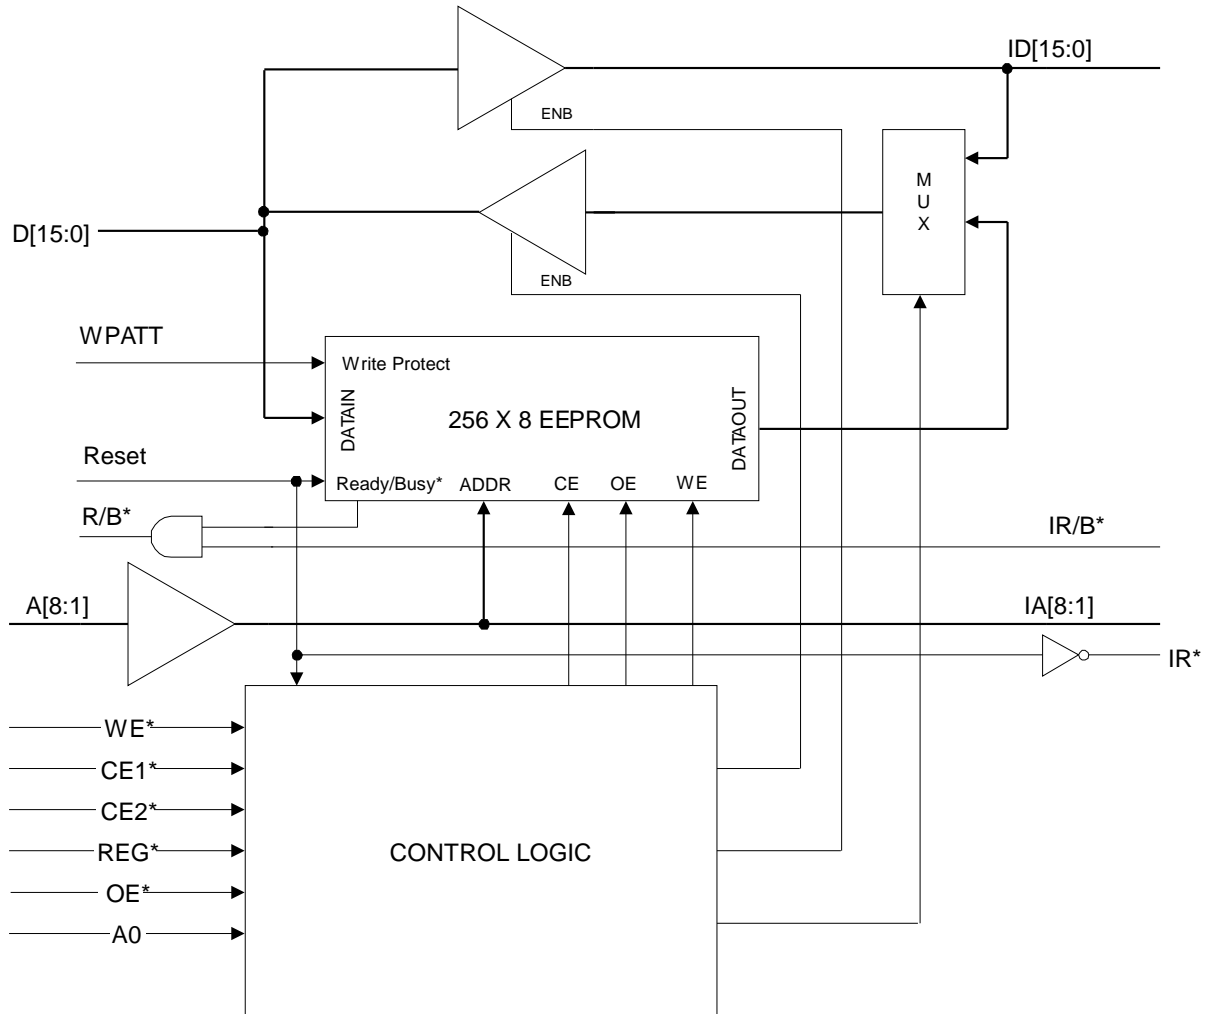 ID[15:0]
ENB
MUX
D[15:0]
ENB
WPATT
Write Protect
DATAIN
256 X 8 EEPROM
DATAOUT
Reset
Ready/Busy* ADDR CE OE WE
R/B*
IR/B*
A[8:1]
IA[8:1]
IR*
WE*
CE1*
CE2*
REG*
CONTROL LOGIC
OE*
A0